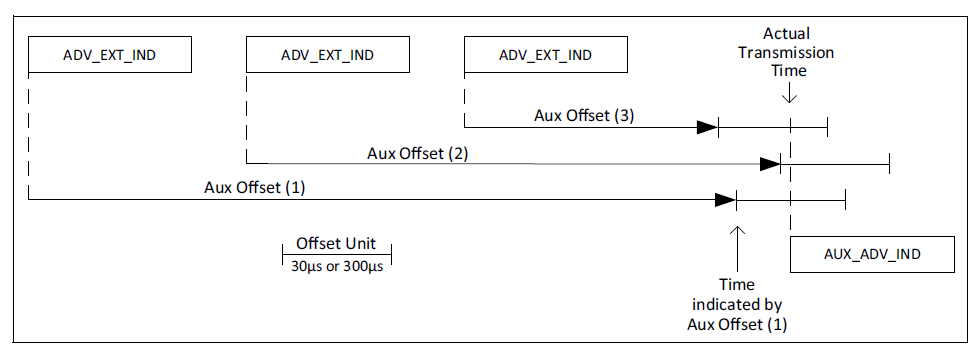 ADV_EXT_IND
ADV_EXT_IND
ADV_EXT_IND
Actual
Transmission
Time
Aux Offset (3)
Aux Offset (2)
Aux Offset (1)
Offset Unit
30µs or 300µs
AUX_ADV_IND
Time
indicated by
Aux Offset (1)